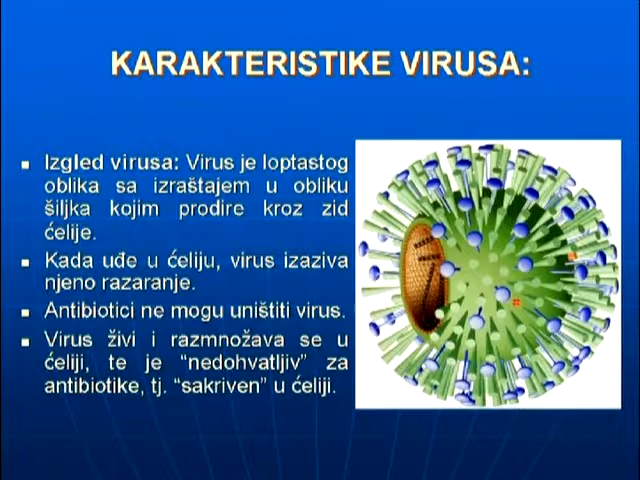 KARAKTERISTIKE VIRUSA:
Izgled virusa: Virus je loptastog
oblika sa izraštajem u obliku
šiljka kojim prodire kroz zid
ćelije.
Kada uđe u ćeliju, virus izaziva
njeno razaranje.
Antibiotici ne mogu uništiti virus.
Virus živi i razmnožava se u
ćeliji, te je “nedohvatljiv” za
antibiotike, tj. “sakriven” u ćeliji.